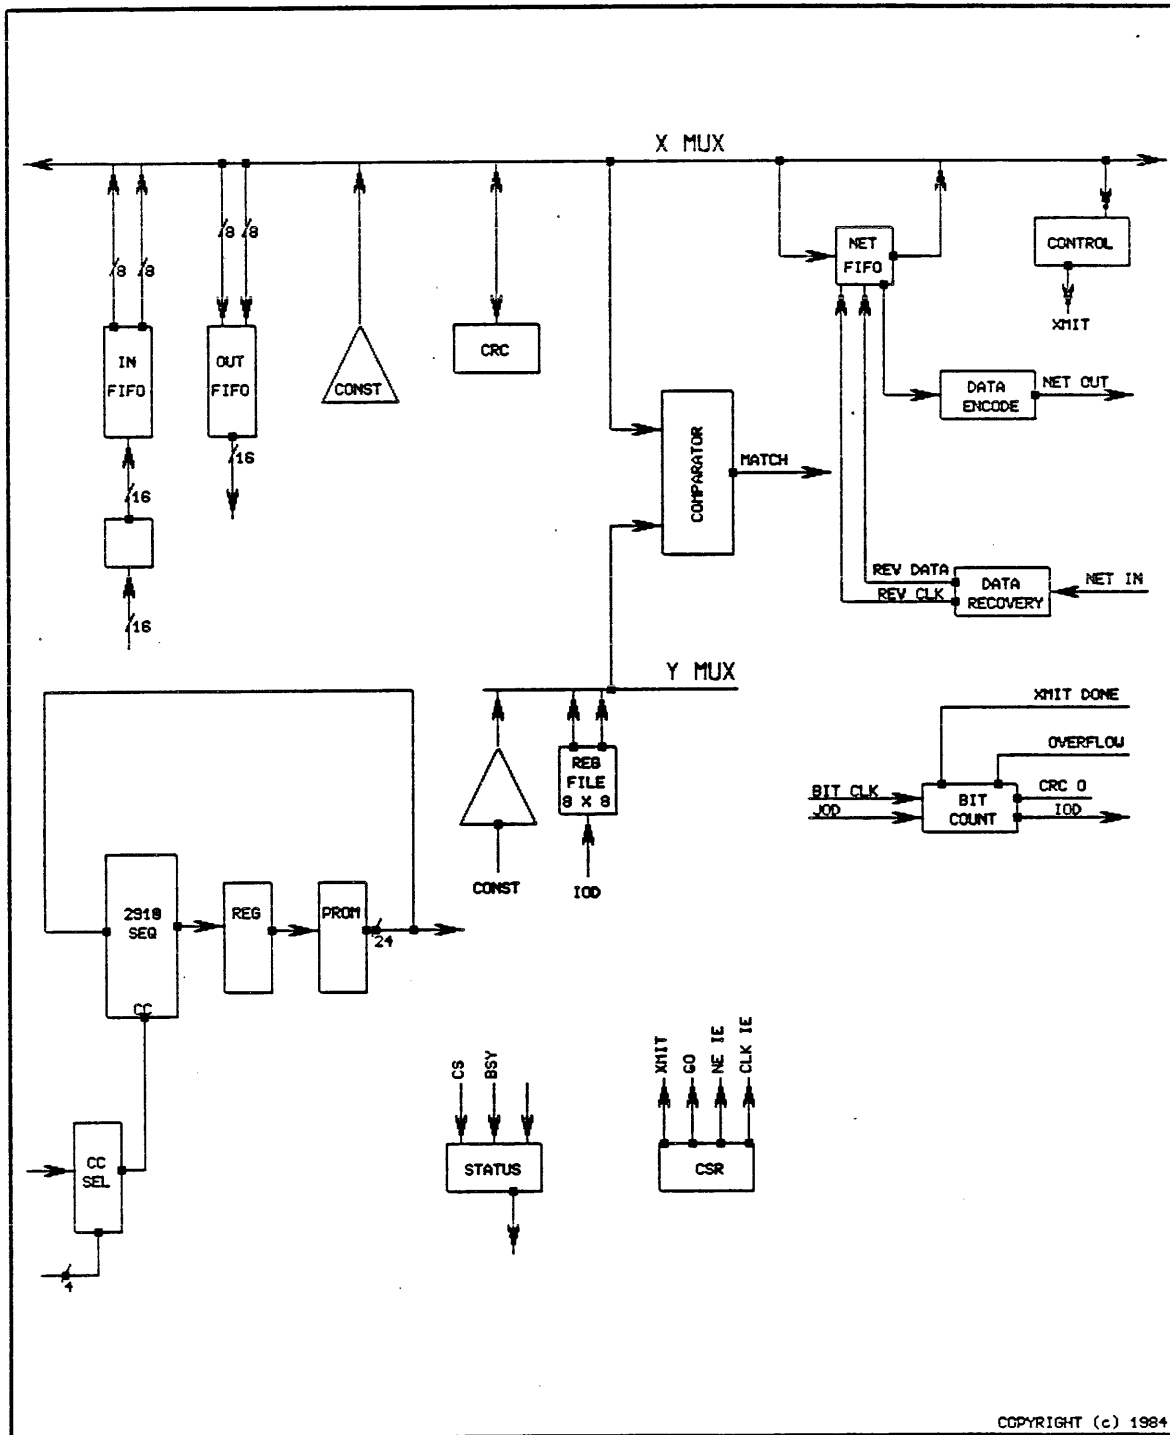 X MUX
8 8
8 8
NET
FIFO
CONTROL
XMIT
IN
FIFO
OUT
FIFO
CONST
CRC
DATA
ENCODE
NET OUT
COMPARATOR
MATCH
16
16
16
REV DATA
REV CLK
DATA
RECOVERY
NET IN
Y MUX
XMIT DONE
OVERFLOW
REG
FILE
8 X 8
BIT CLK
JOD
BIT
COUNT
CRC 0
IOD
CONST
IOD
2910
SEQ
CC
REG
PROM
24
CS
BSY
XMIT
GO
NE IE
CLK IE
CC
SEL
STATUS
CSR
4
COPYRIGHT (c) 1984